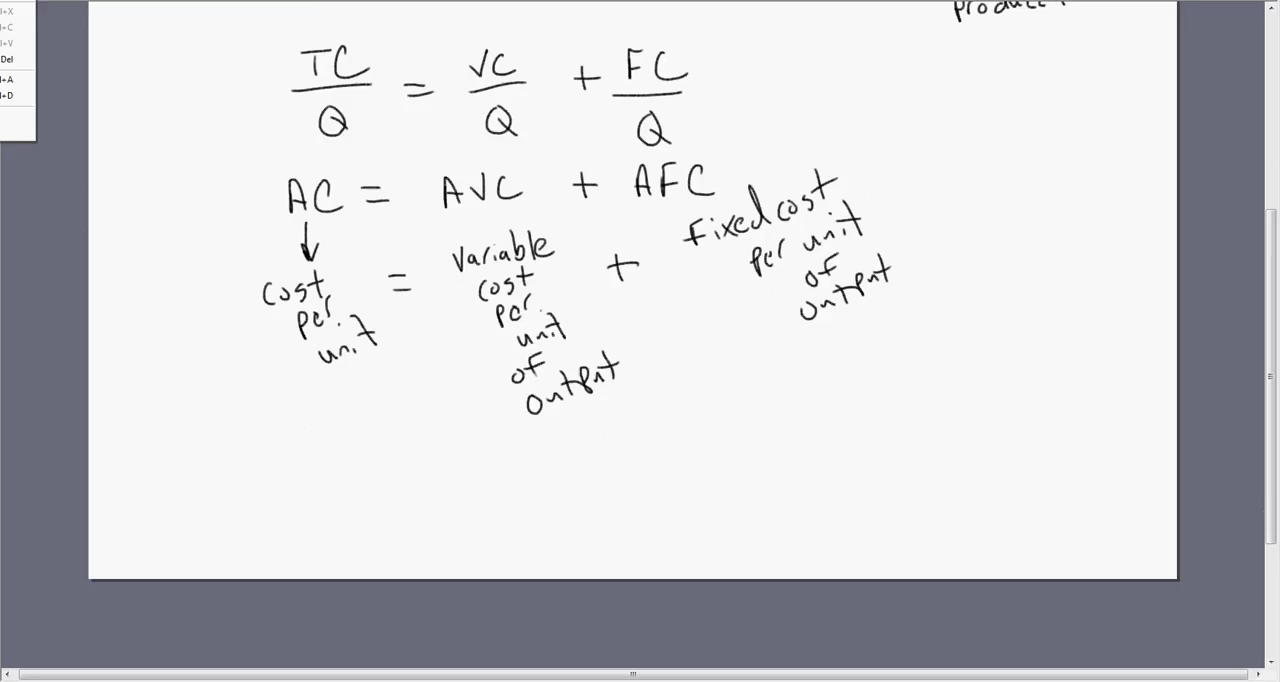 l+X
l+C
l+V
Del
l+A
l+D
TC/Q = VC/Q + FC/Q
AC = AVC + AFC
cost per unit = variable cost per unit of output + Fixed cost per unit of output